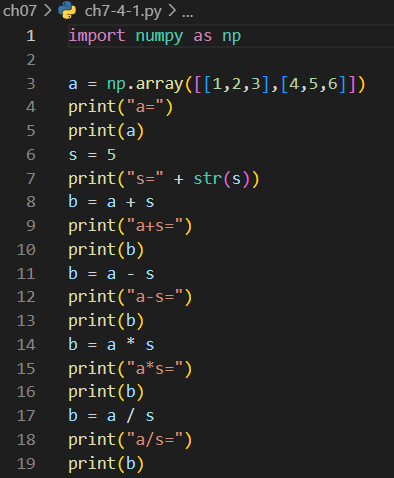 ch07 > ch7-4-1.py > ...
1 import numpy as np
2
3 a = np.array([[1,2,3],[4,5,6]])
4 print("a=")
5 print(a)
6 s = 5
7 print("s=" + str(s))
8 b = a + s
9 print("a+s=")
10 print(b)
11 b = a - s
12 print("a-s=")
13 print(b)
14 b = a * s
15 print("a*s=")
16 print(b)
17 b = a / s
18 print("a/s=")
19 print(b)